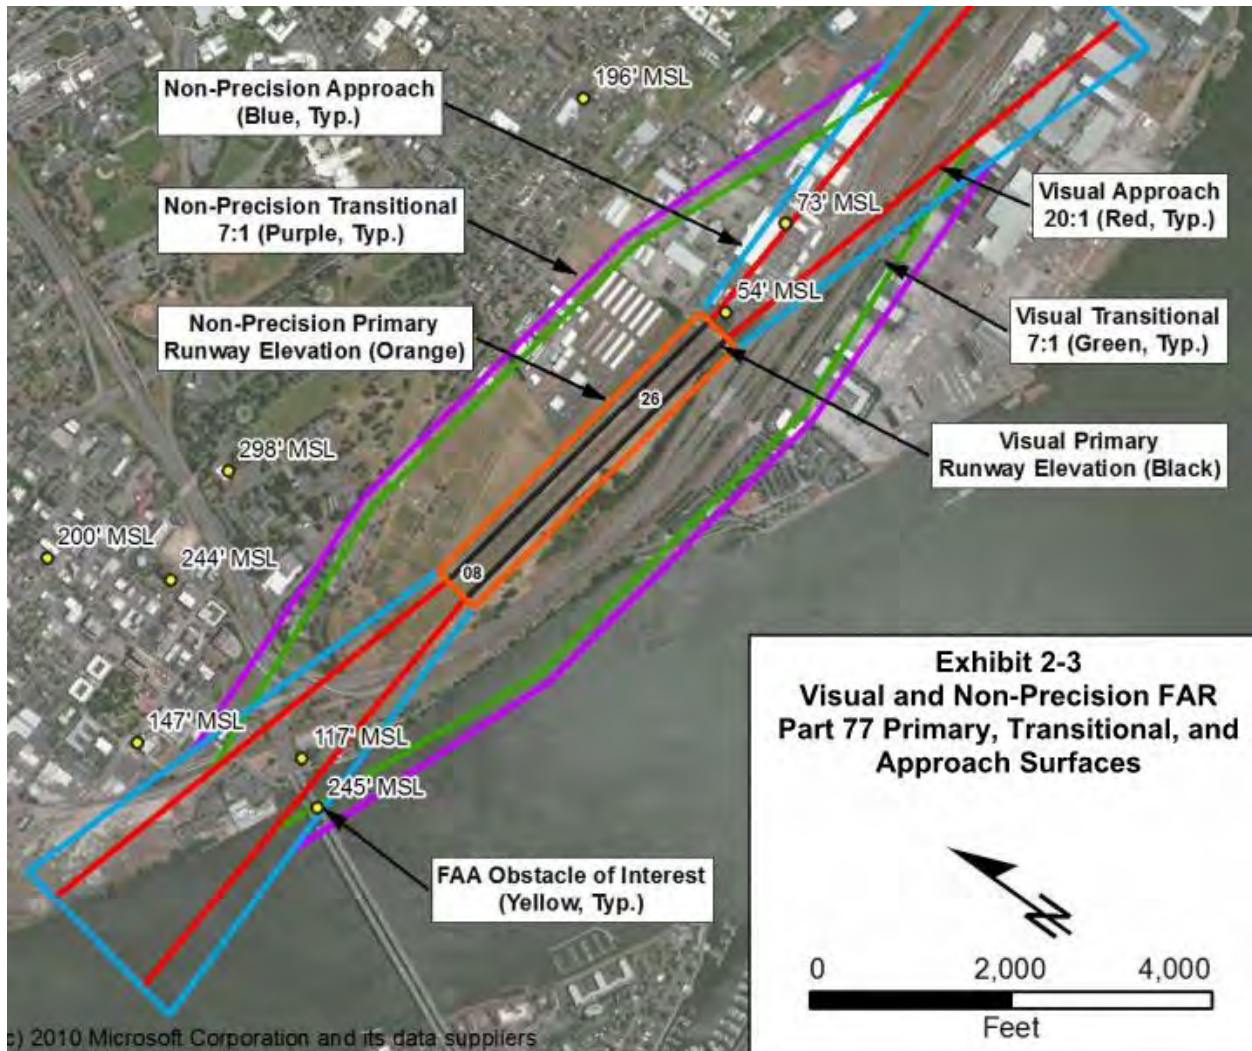 196' MSL
Non-Precision Approach
(Blue, Typ.)
Non-Precision Transitional
7:1 (Purple, Typ.)
73' MSL
Visual Approach
20:1 (Red, Typ.)
54' MSL
Non-Precision Primary
Runway Elevation (Orange)
Visual Transitional
7:1 (Green, Typ.)
26
Visual Primary
Runway Elevation (Black)
298' MSL
200' MSL
244' MSL
08
147' MSL
117' MSL
245' MSL
FAA Obstacle of Interest
(Yellow, Typ.)
Exhibit 2-3
Visual and Non-Precision FAR
Part 77 Primary, Transitional, and
Approach Surfaces
N
0 2,000 4,000
Feet
c) 2010 Microsoft Corporation and its data suppliers